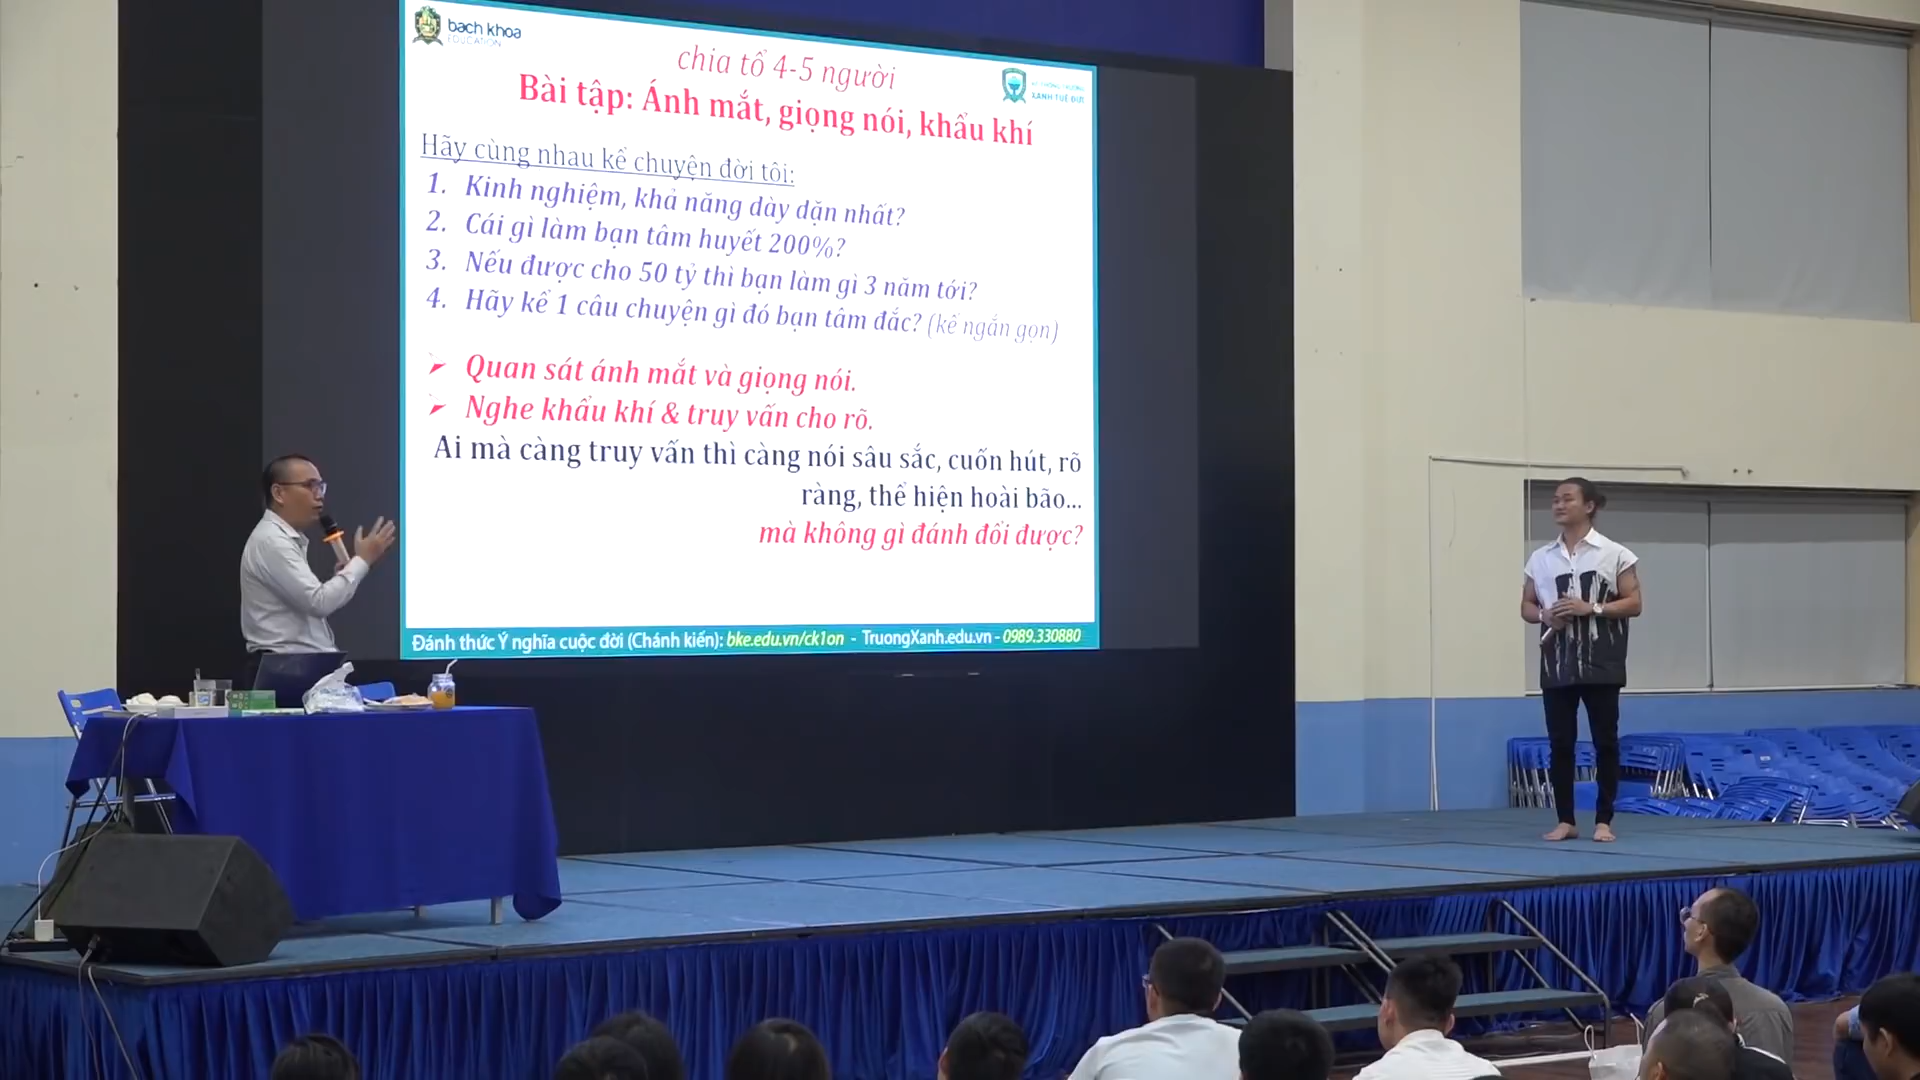 bach khoa
EDUCATION
XANH TUỆ ĐỨC
chia tổ 4-5 người
Bài tập: Ánh mắt, giọng nói, khẩu khí
Hãy cùng nhau kể chuyện đời tôi:
1. Kinh nghiệm, khả năng dày dặn nhất?
2. Cái gì làm bạn tâm huyết 200%?
3. Nếu được cho 50 tỷ thì bạn làm gì 3 năm tới?
4. Hãy kể 1 câu chuyện gì đó bạn tâm đắc? (kể ngắn gọn)
Quan sát ánh mắt và giọng nói.
Nghe khẩu khí & truy vấn cho rõ.
Ai mà càng truy vấn thì càng nói sâu sắc, cuốn hút, rõ
ràng, thể hiện hoài bão...
mà không gì đánh đổi được?
Đánh thức Ý nghĩa cuộc đời (Chánh kiến): bke.edu.vn/ck1on - TruongXanh.edu.vn - 0989.330880